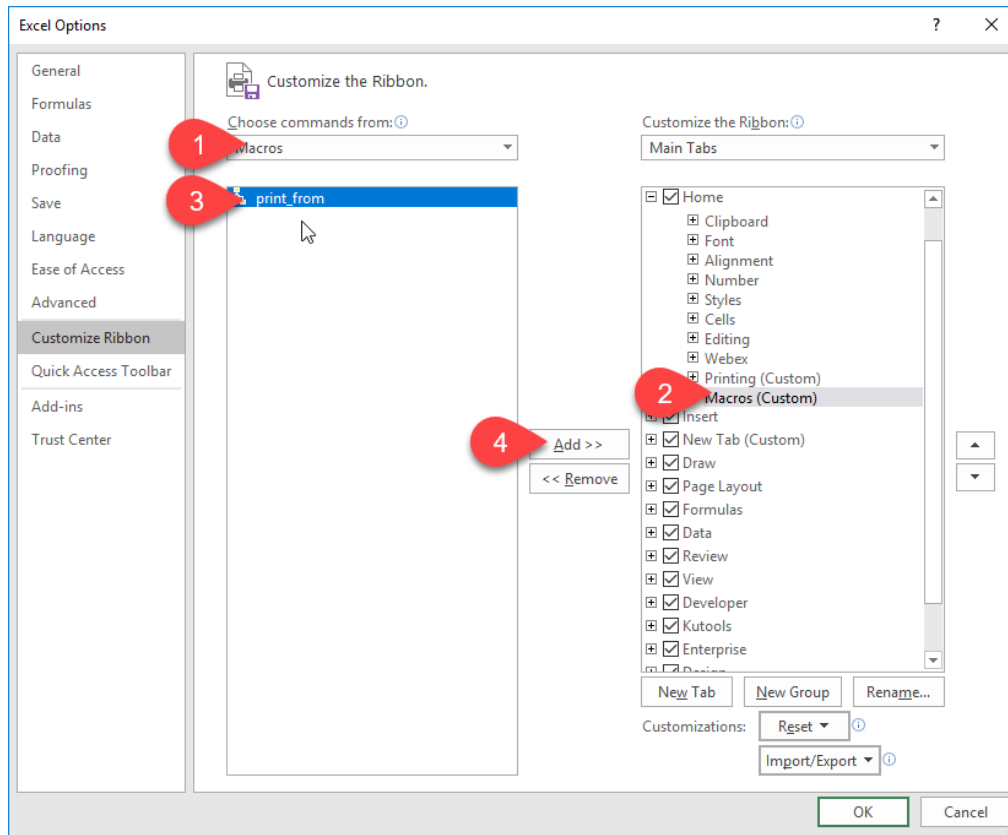 Excel Options
?
General
Formulas
Data
Proofing
Save
Language
Ease of Access
Advanced
Customize Ribbon
Quick Access Toolbar
Add-ins
Trust Center
Customize the Ribbon.
Choose commands from:
1
Macros
3
print_from
4
Add >>
<< Remove
Customize the Ribbon:
Main Tabs
Home
Clipboard
Font
Alignment
Number
Styles
Cells
Editing
Webex
Printing (Custom)
2
Macros (Custom)
Insert
New Tab (Custom)
Draw
Page Layout
Formulas
Data
Review
View
Developer
Kutools
Enterprise
New Tab New Group Rename...
Customizations: Reset
Import/Export
OK Cancel